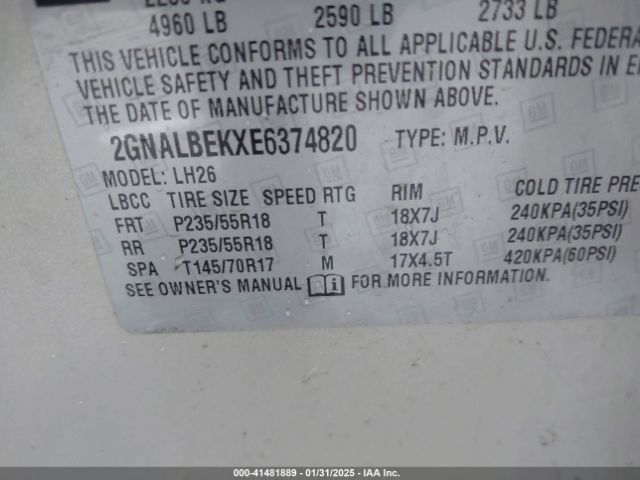 4960 LB 2590 LB 2733 LB
THIS VEHICLE CONFORMS TO ALL APPLICABLE U.S. FEDERA
VEHICLE SAFETY AND THEFT PREVENTION STANDARDS IN E
THE DATE OF MANUFACTURE SHOWN ABOVE.
2GNALBEKXE6374820 TYPE: M.P.V.
MODEL: LH26
LBCC TIRE SIZE SPEED RTG RIM COLD TIRE PRE
FRT P235/55R18 T 18X7J 240KPA(35PSI)
RR P235/55R18 T 18X7J 240KPA(35PSI)
SPA T145/70R17 M 17X4.5T 420KPA(60PSI)
SEE OWNER'S MANUAL FOR MORE INFORMATION.
000-41481889 - 01/31/2025 - IAAI.com